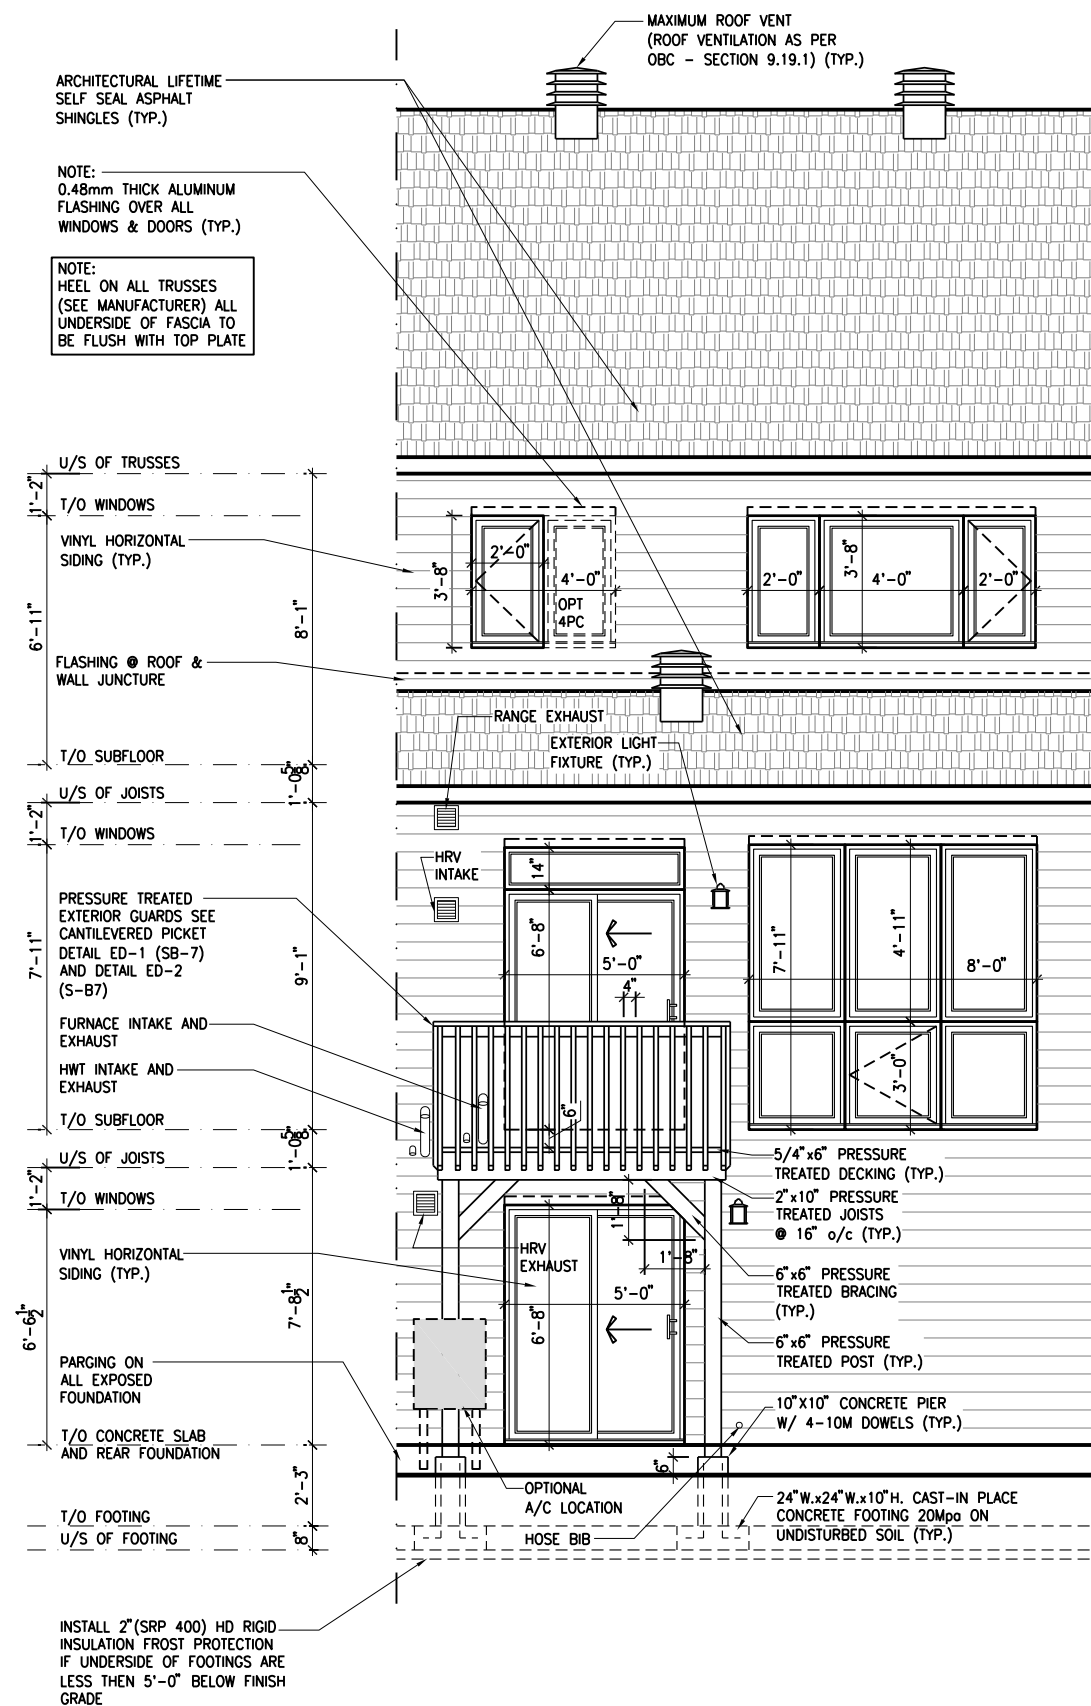 MAXIMUM ROOF VENT
(ROOF VENTILATION AS PER
OBC - SECTION 9.19.1) (TYP.)
ARCHITECTURAL LIFETIME
SELF SEAL ASPHALT
SHINGLES (TYP.)
NOTE:
0.48mm THICK ALUMINUM
FLASHING OVER ALL
WINDOWS & DOORS (TYP.)
NOTE:
HEEL ON ALL TRUSSES
(SEE MANUFACTURER) ALL
UNDERSIDE OF FASCIA TO
BE FLUSH WITH TOP PLATE
U/S OF TRUSSES
1'-2"
T/O WINDOWS
VINYL HORIZONTAL
SIDING (TYP.)
6'-11"
8'-1"
3'-8"
2'-0"
4'-0"
OPT
4PC
2'-0"
3'-8"
4'-0"
2'-0"
FLASHING @ ROOF &
WALL JUNCTURE
RANGE EXHAUST
EXTERIOR LIGHT
FIXTURE (TYP.)
T/O SUBFLOOR
1'-0 5/8"
U/S OF JOISTS
1'-2"
T/O WINDOWS
HRV
INTAKE
14"
PRESSURE TREATED
EXTERIOR GUARDS SEE
CANTILEVERED PICKET
DETAIL ED-1 (SB-7)
AND DETAIL ED-2
(S-B7)
7'-11"
9'-1"
6'-8"
5'-0"
4"
7'-11"
4'-11"
8'-0"
3'-0"
FURNACE INTAKE AND
EXHAUST
HWT INTAKE AND
EXHAUST
6"
T/O SUBFLOOR
1'-0 5/8"
U/S OF JOISTS
1'-2"
T/O WINDOWS
5/4"x6" PRESSURE
TREATED DECKING (TYP.)
2"x10" PRESSURE
TREATED JOISTS
@ 16" o/c (TYP.)
1'-8"
1'-8"
HRV
EXHAUST
VINYL HORIZONTAL
SIDING (TYP.)
6"x6" PRESSURE
TREATED BRACING
(TYP.)
6'-6 1/2"
7'-8 1/2"
6'-8"
5'-0"
6"x6" PRESSURE
TREATED POST (TYP.)
PARGING ON
ALL EXPOSED
FOUNDATION
10"X10" CONCRETE PIER
W/ 4-10M DOWELS (TYP.)
T/O CONCRETE SLAB
AND REAR FOUNDATION
6"
2'-3"
OPTIONAL
A/C LOCATION
24"W.x24"W.x10"H. CAST-IN PLACE
CONCRETE FOOTING 20Mpa ON
UNDISTURBED SOIL (TYP.)
T/O FOOTING
U/S OF FOOTING
8"
HOSE BIB
INSTALL 2"(SRP 400) HD RIGID
INSULATION FROST PROTECTION
IF UNDERSIDE OF FOOTINGS ARE
LESS THEN 5'-0" BELOW FINISH
GRADE